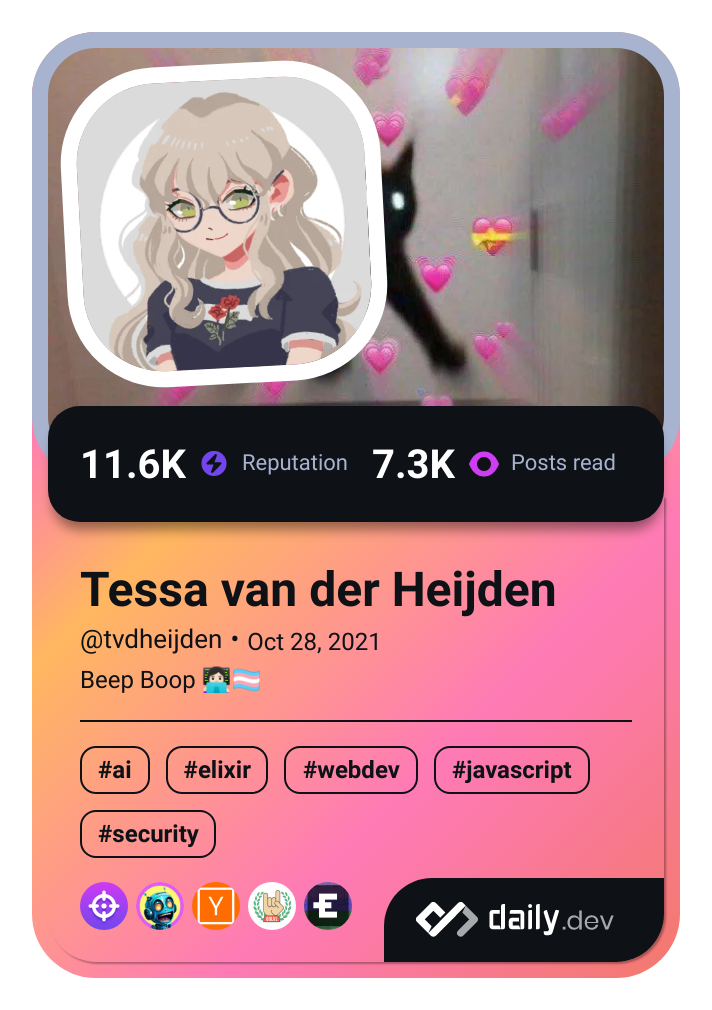 11.6K Reputation 7.3K Posts read
Tessa van der Heijden
@tvdheijden • Oct 28, 2021
Beep Boop 👩🏻‍💻🏳️‍⚧️
#ai #elixir #webdev #javascript
#security
Y
E
daily.dev